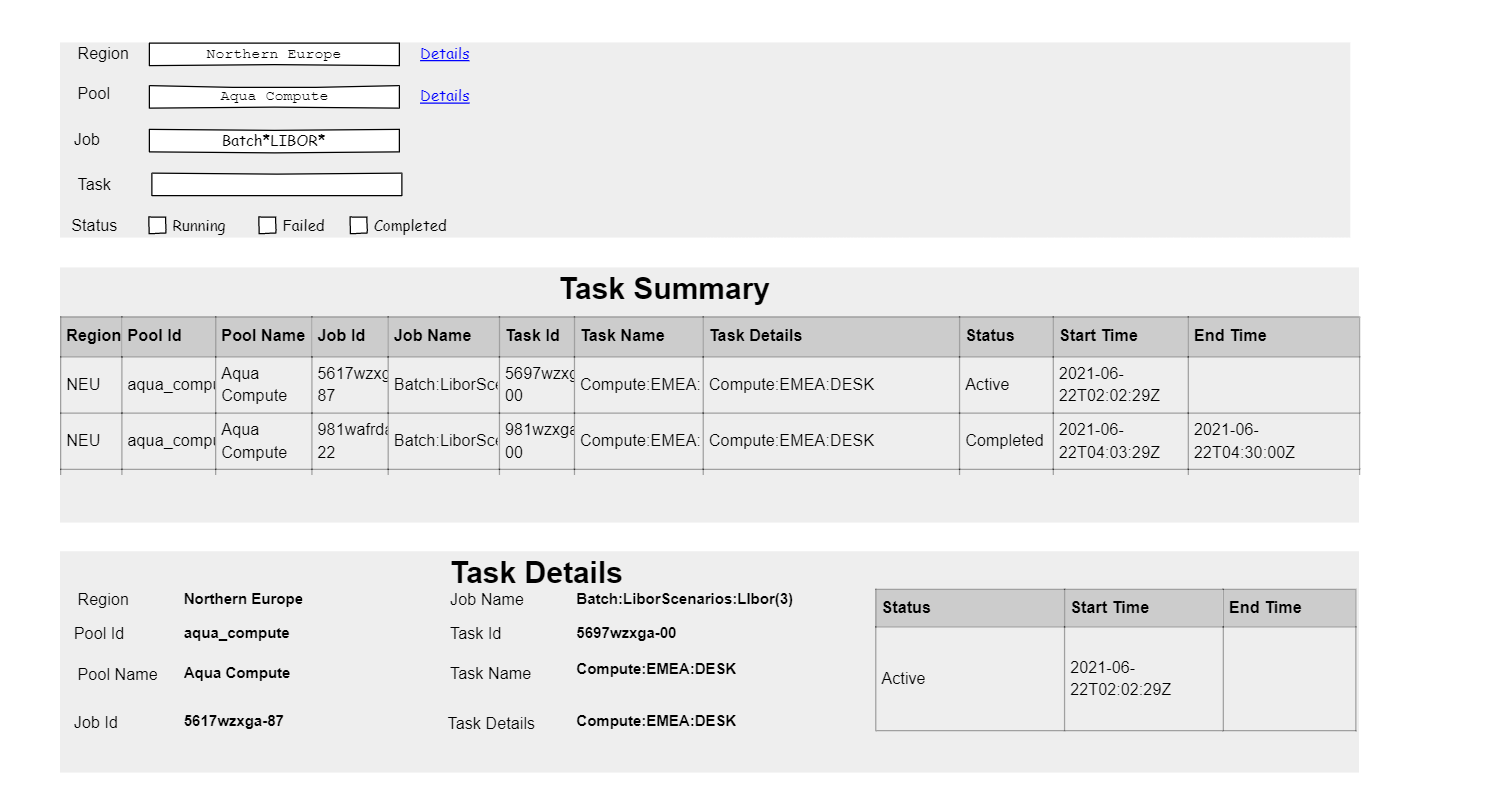 Region Northern Europe Details
Pool Aqua Compute Details
Job Batch*LIBOR*
Task
Status Running Failed Completed
Task Summary
Region Pool Id Pool Name Job Id Job Name Task Id Task Name Task Details Status Start Time End Time
NEU aqua_compu Aqua Compute 5617wzxg 87 Batch:LiborSce 5697wzxg 00 Compute:EMEA: Compute:EMEA:DESK Active 2021-06-22T02:02:29Z
NEU aqua_compu Aqua Compute 981wafrda 22 Batch:LiborSce 981wzxga 00 Compute:EMEA: Compute:EMEA:DESK Completed 2021-06-22T04:03:29Z 2021-06-22T04:30:00Z
Task Details
Region Northern Europe Job Name Batch:LiborScenarios:LIbor(3)
Pool Id aqua_compute Task Id 5697wzxga-00
Pool Name Aqua Compute Task Name Compute:EMEA:DESK
Job Id 5617wzxga-87 Task Details Compute:EMEA:DESK
Status Start Time End Time
Active 2021-06-22T02:02:29Z